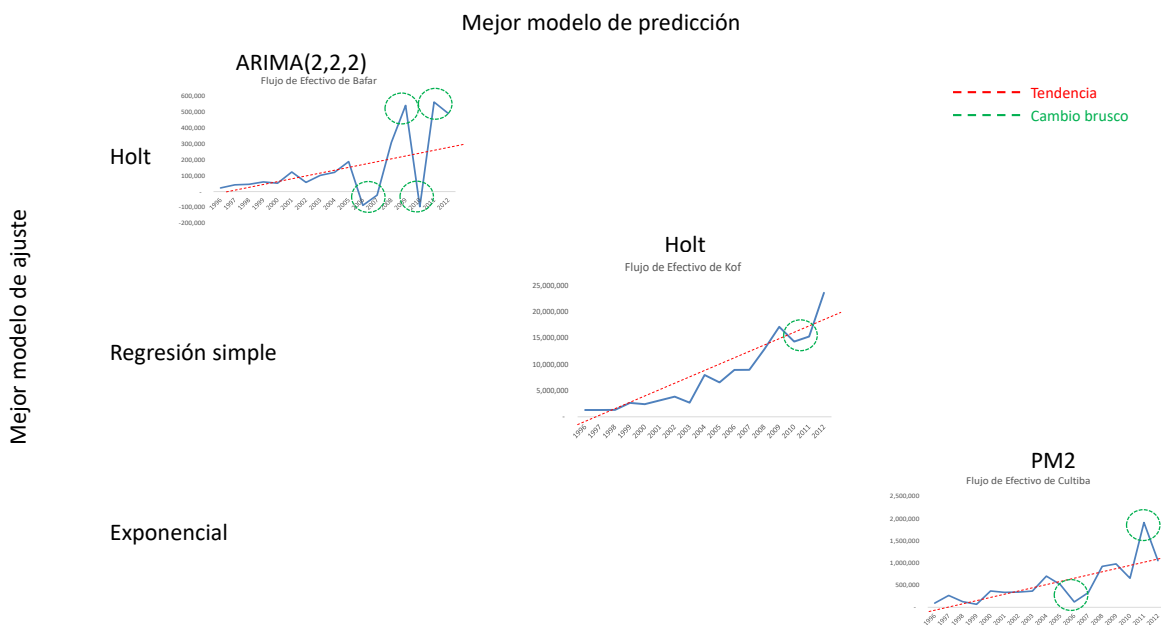 Mejor modelo de predicción
ARIMA(2,2,2)
Flujo de Efectivo de Bafar
600,000
500,000
400,000
300,000
200,000
100,000
-
-100,000
-200,000
1996 1997 1998 1999 2000 2001 2002 2003 2004 2005 2006 2007 2008 2009 2010 2011 2012
Tendencia
Cambio brusco
Holt
Mejor modelo de ajuste
Holt
Flujo de Efectivo de Kof
25,000,000
20,000,000
15,000,000
10,000,000
5,000,000
-
1996 1997 1998 1999 2000 2001 2002 2003 2004 2005 2006 2007 2008 2009 2010 2011 2012
Regresión simple
PM2
Flujo de Efectivo de Cultiba
2,500,000
2,000,000
1,500,000
1,000,000
500,000
-
1996 1997 1998 1999 2000 2001 2002 2003 2004 2005 2006 2007 2008 2009 2010 2011 2012
Exponencial